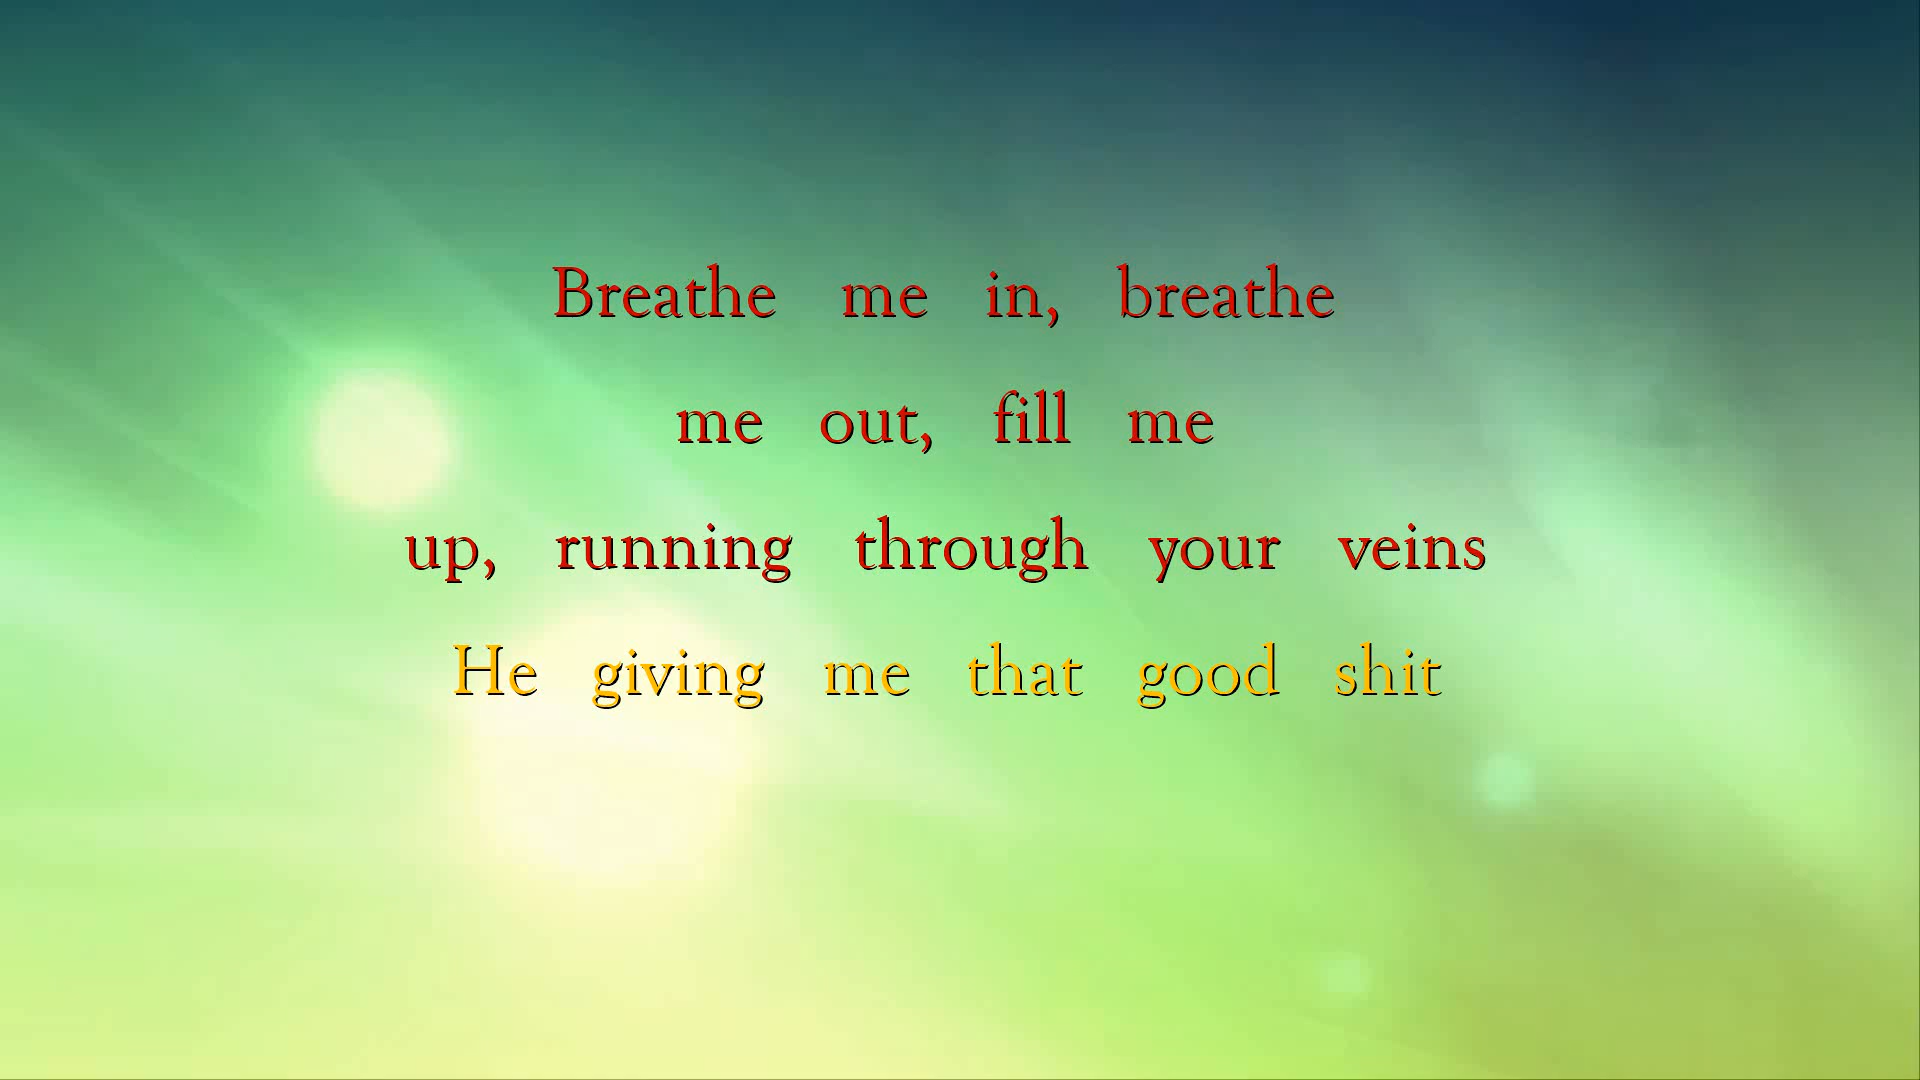 Breathe me in, breathe
me out, fill me
up, running through your veins
He giving me that good shit